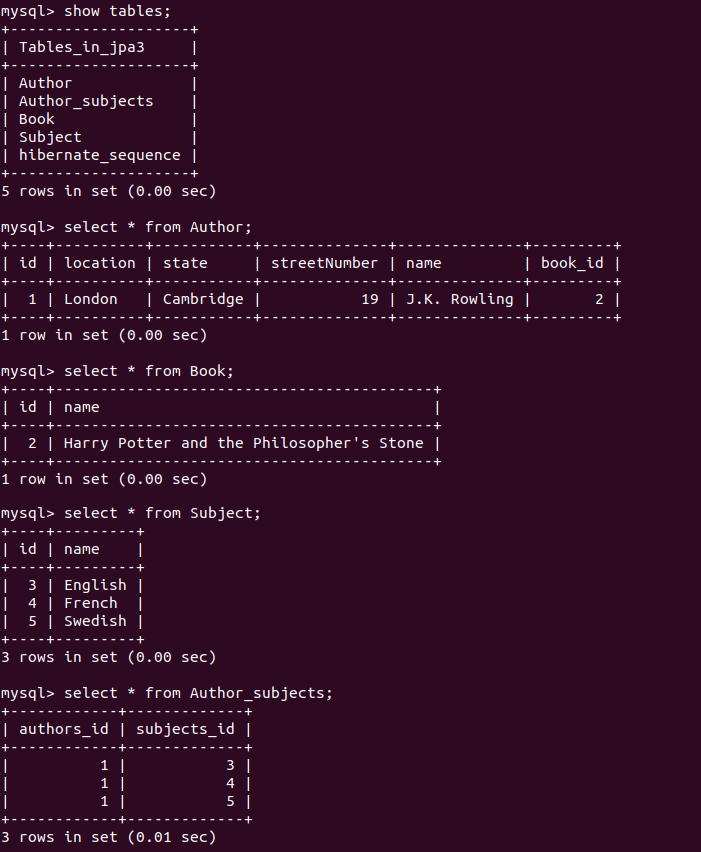 mysql> show tables;
+--------------------+
| Tables_in_jpa3     |
+--------------------+
| Author             |
| Author_subjects    |
| Book               |
| Subject            |
| hibernate_sequence |
+--------------------+
5 rows in set (0.00 sec)

mysql> select * from Author;
+----+----------+-----------+--------------+--------------+---------+
| id | location | state     | streetNumber | name         | book_id |
+----+----------+-----------+--------------+--------------+---------+
|  1 | London   | Cambridge |           19 | J.K. Rowling |       2 |
+----+----------+-----------+--------------+--------------+---------+
1 row in set (0.00 sec)

mysql> select * from Book;
+----+------------------------------------------+
| id | name                                     |
+----+------------------------------------------+
|  2 | Harry Potter and the Philosopher's Stone |
+----+------------------------------------------+
1 row in set (0.00 sec)

mysql> select * from Subject;
+----+---------+
| id | name    |
+----+---------+
|  3 | English |
|  4 | French  |
|  5 | Swedish |
+----+---------+
3 rows in set (0.00 sec)

mysql> select * from Author_subjects;
+------------+-------------+
| authors_id | subjects_id |
+------------+-------------+
|          1 |           3 |
|          1 |           4 |
|          1 |           5 |
+------------+-------------+
3 rows in set (0.01 sec)